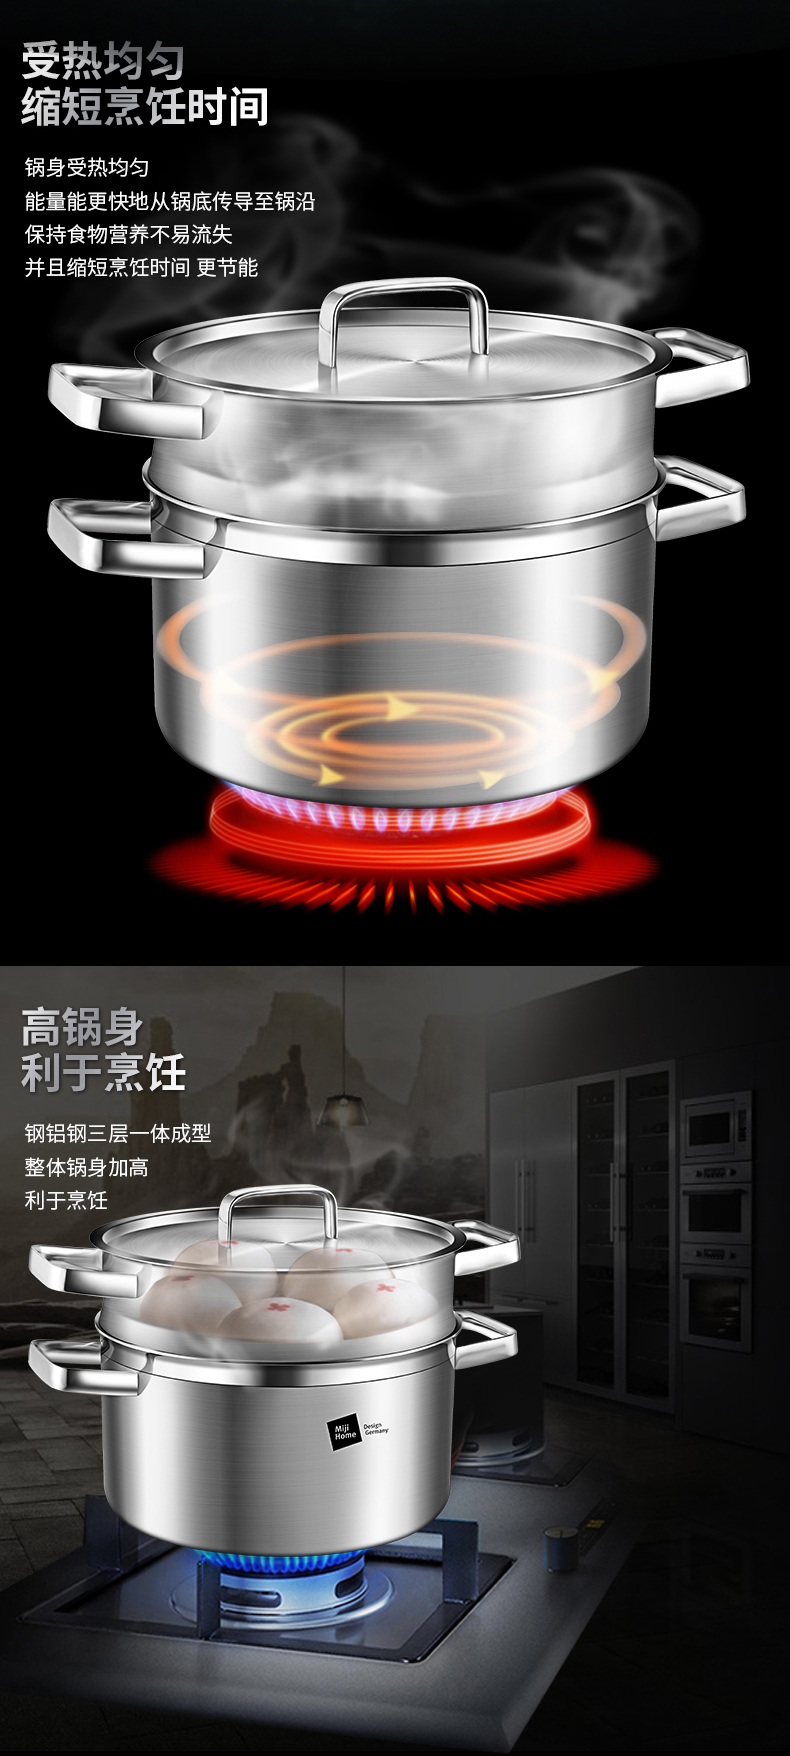 受热均匀
缩短烹饪时间
锅身受热均匀
能量能更快地从锅底传导至锅沿
保持食物营养不易流失
并且缩短烹饪时间 更节能
高锅身
利于烹饪
钢铝钢三层一体成型
整体锅身加高
利于烹饪
Miji
Home
Design
Germany